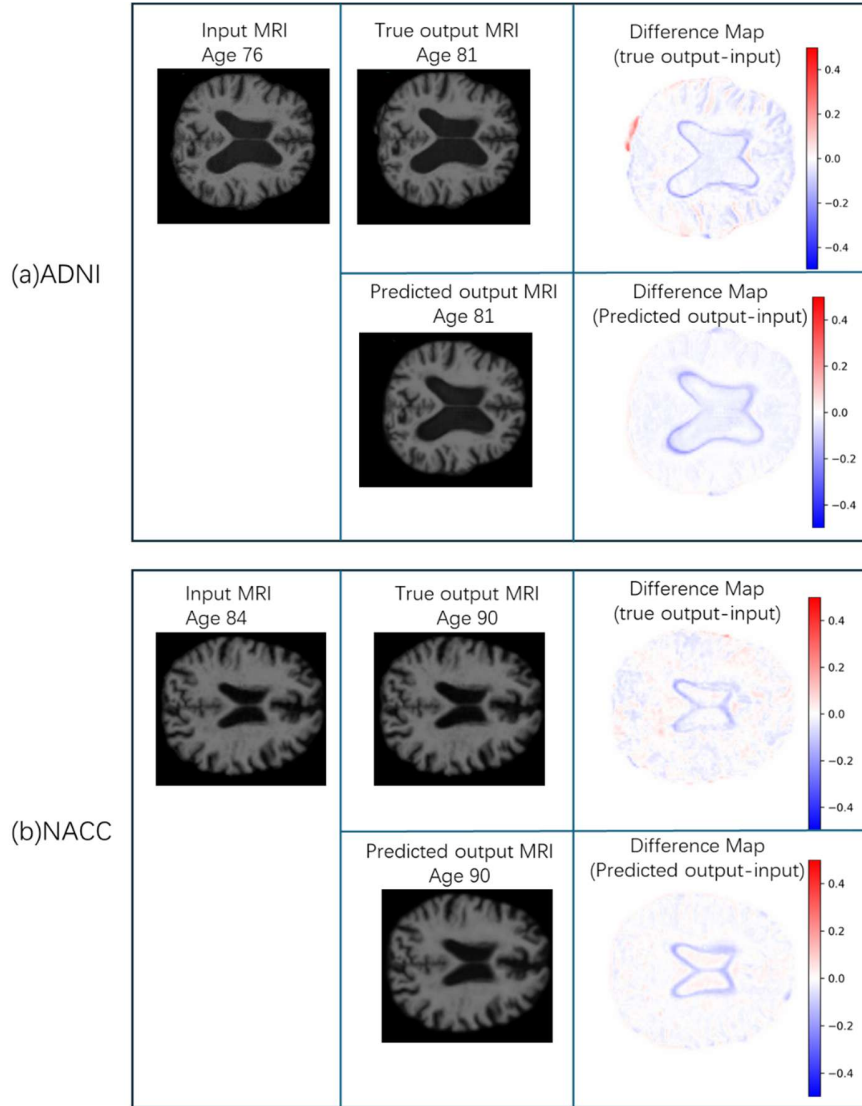 Input MRI
Age 76
True output MRI
Age 81
Difference Map
(true output-input)
0.4
0.2
0.0
−0.2
−0.4
(a)ADNI
Predicted output MRI
Age 81
Difference Map
(Predicted output-input)
0.4
0.2
0.0
−0.2
−0.4
Input MRI
Age 84
True output MRI
Age 90
Difference Map
(true output-input)
0.4
0.2
0.0
−0.2
−0.4
(b)NACC
Predicted output MRI
Age 90
Difference Map
(Predicted output-input)
0.4
0.2
0.0
−0.2
−0.4